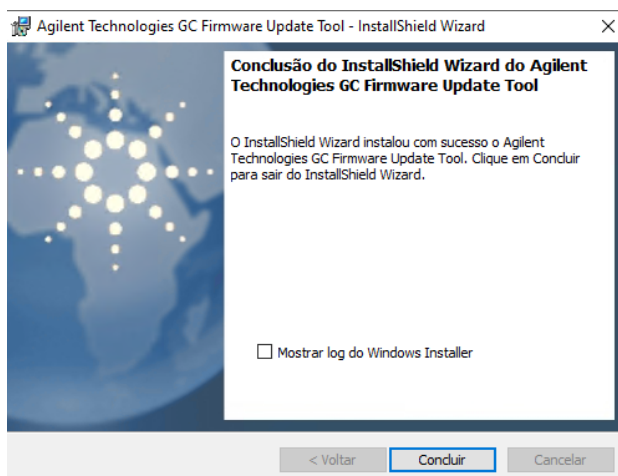 Agilent Technologies GC Firmware Update Tool - InstallShield Wizard
Conclusão do InstallShield Wizard do Agilent
Technologies GC Firmware Update Tool
O InstallShield Wizard instalou com sucesso o Agilent
Technologies GC Firmware Update Tool. Clique em Concluir
para sair do InstallShield Wizard.
Mostrar log do Windows Installer
< Voltar
Concluir
Cancelar